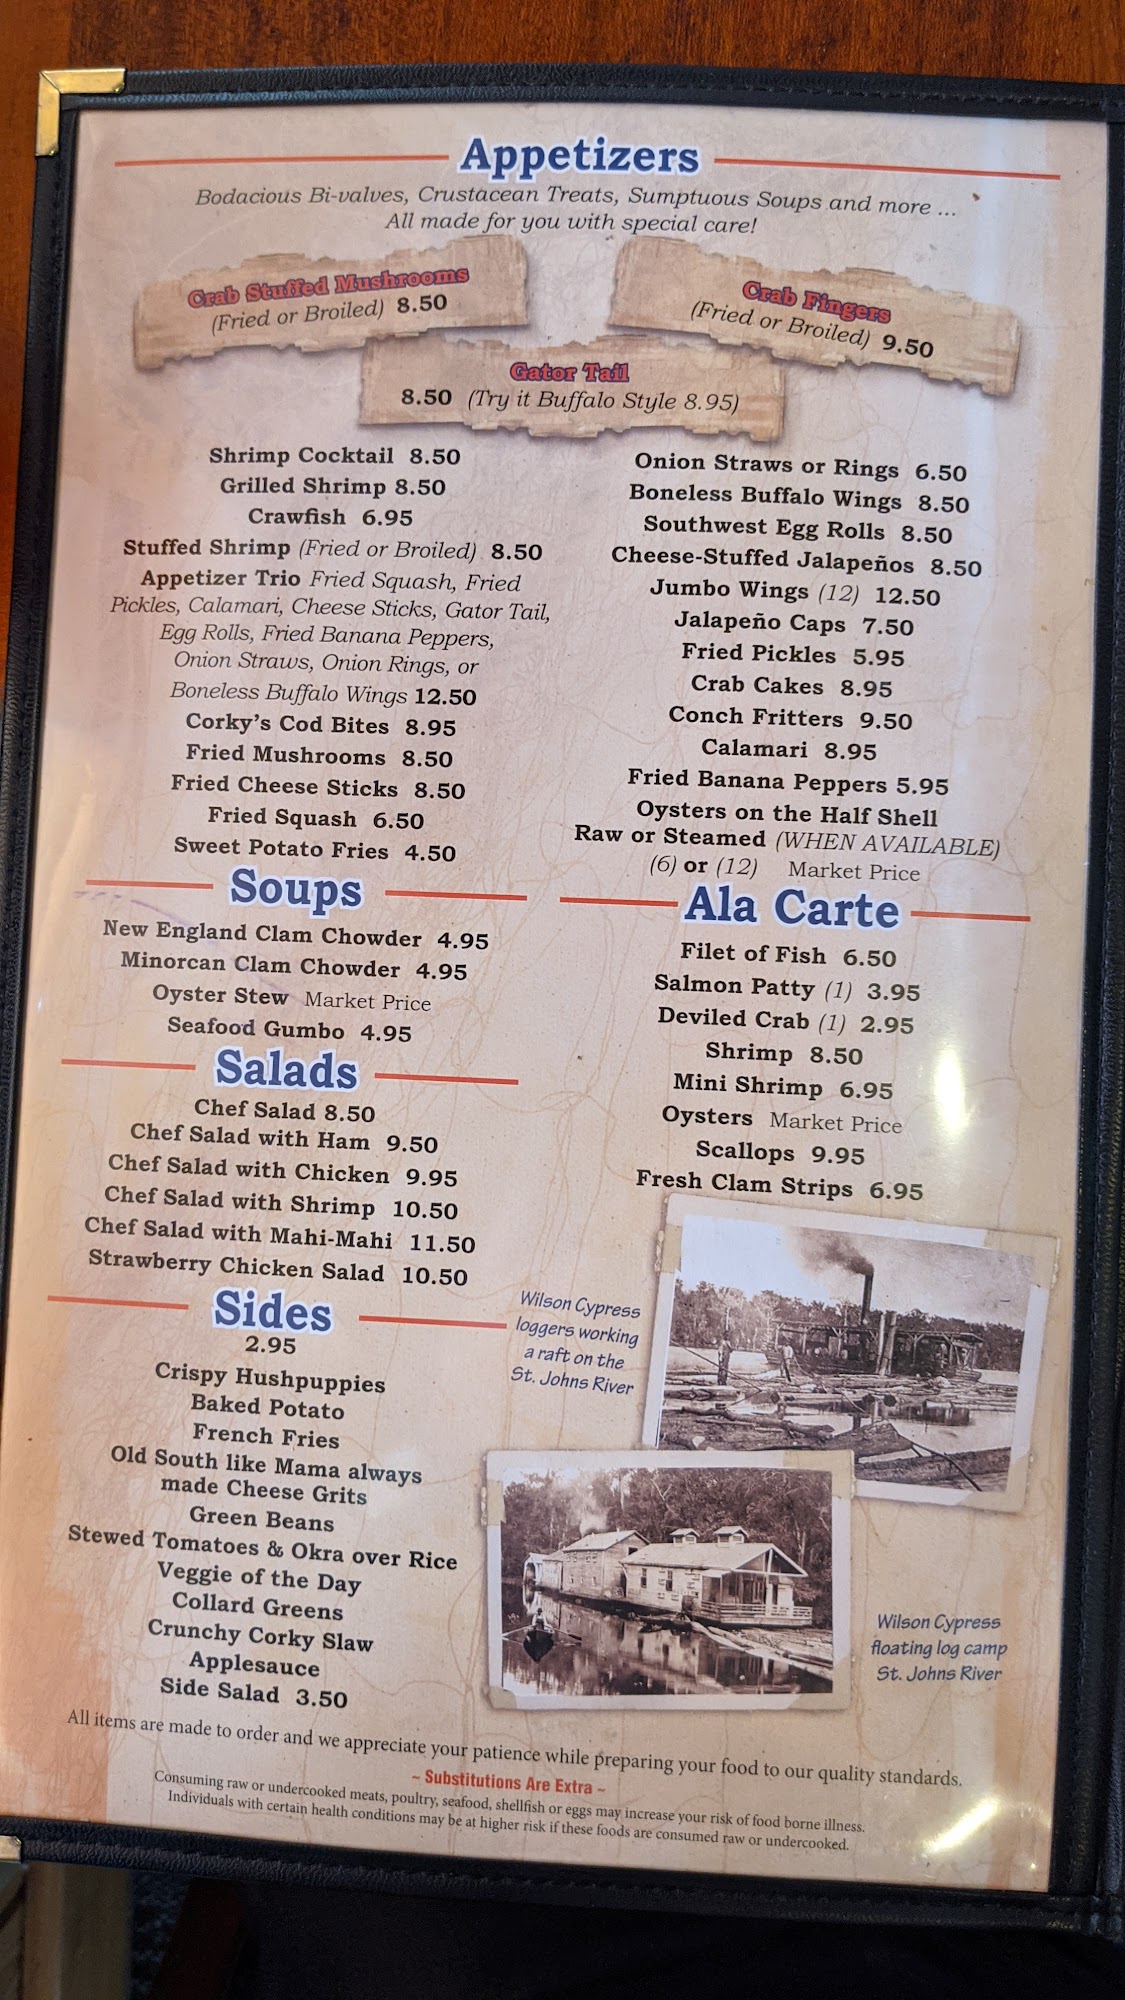 Appetizers
Bodacious Bi-valves, Crustacean Treats, Sumptuous Soups and more ...
All made for you with special care!
Crab Stuffed Mushrooms
(Fried or Broiled) 8.50
Crab Fingers
(Fried or Broiled) 9.50
Gator Tail
8.50 (Try it Buffalo Style 8.95)
Shrimp Cocktail 8.50
Grilled Shrimp 8.50
Crawfish 6.95
Stuffed Shrimp (Fried or Broiled) 8.50
Appetizer Trio Fried Squash, Fried
Pickles, Calamari, Cheese Sticks, Gator Tail,
Egg Rolls, Fried Banana Peppers,
Onion Straws, Onion Rings, or
Boneless Buffalo Wings 12.50
Corky's Cod Bites 8.95
Fried Mushrooms 8.50
Fried Cheese Sticks 8.50
Fried Squash 6.50
Sweet Potato Fries 4.50
Onion Straws or Rings 6.50
Boneless Buffalo Wings 8.50
Southwest Egg Rolls 8.50
Cheese-Stuffed Jalapeños 8.50
Jumbo Wings (12) 12.50
Jalapeño Caps 7.50
Fried Pickles 5.95
Crab Cakes 8.95
Conch Fritters 9.50
Calamari 8.95
Fried Banana Peppers 5.95
Oysters on the Half Shell
Raw or Steamed (WHEN AVAILABLE)
(6) or (12) Market Price
Soups
New England Clam Chowder 4.95
Minorcan Clam Chowder 4.95
Oyster Stew Market Price
Seafood Gumbo 4.95
Salads
Chef Salad 8.50
Chef Salad with Ham 9.50
Chef Salad with Chicken 9.95
Chef Salad with Shrimp 10.50
Chef Salad with Mahi-Mahi 11.50
Strawberry Chicken Salad 10.50
Sides
2.95
Crispy Hushpuppies
Baked Potato
French Fries
Old South like Mama always
made Cheese Grits
Green Beans
Stewed Tomatoes & Okra over Rice
Veggie of the Day
Collard Greens
Crunchy Corky Slaw
Applesauce
Side Salad 3.50
Ala Carte
Filet of Fish 6.50
Salmon Patty (1) 3.95
Deviled Crab (1) 2.95
Shrimp 8.50
Mini Shrimp 6.95
Oysters Market Price
Scallops 9.95
Fresh Clam Strips 6.95
Wilson Cypress
loggers working
a raft on the
St. Johns River
Wilson Cypress
floating log camp
St. Johns River
All items are made to order and we appreciate your patience while preparing your food to our quality standards.
~ Substitutions Are Extra ~
Consuming raw or undercooked meats, poultry, seafood, shellfish or eggs may increase your risk of food borne illness.
Individuals with certain health conditions may be at higher risk if these foods are consumed raw or undercooked.